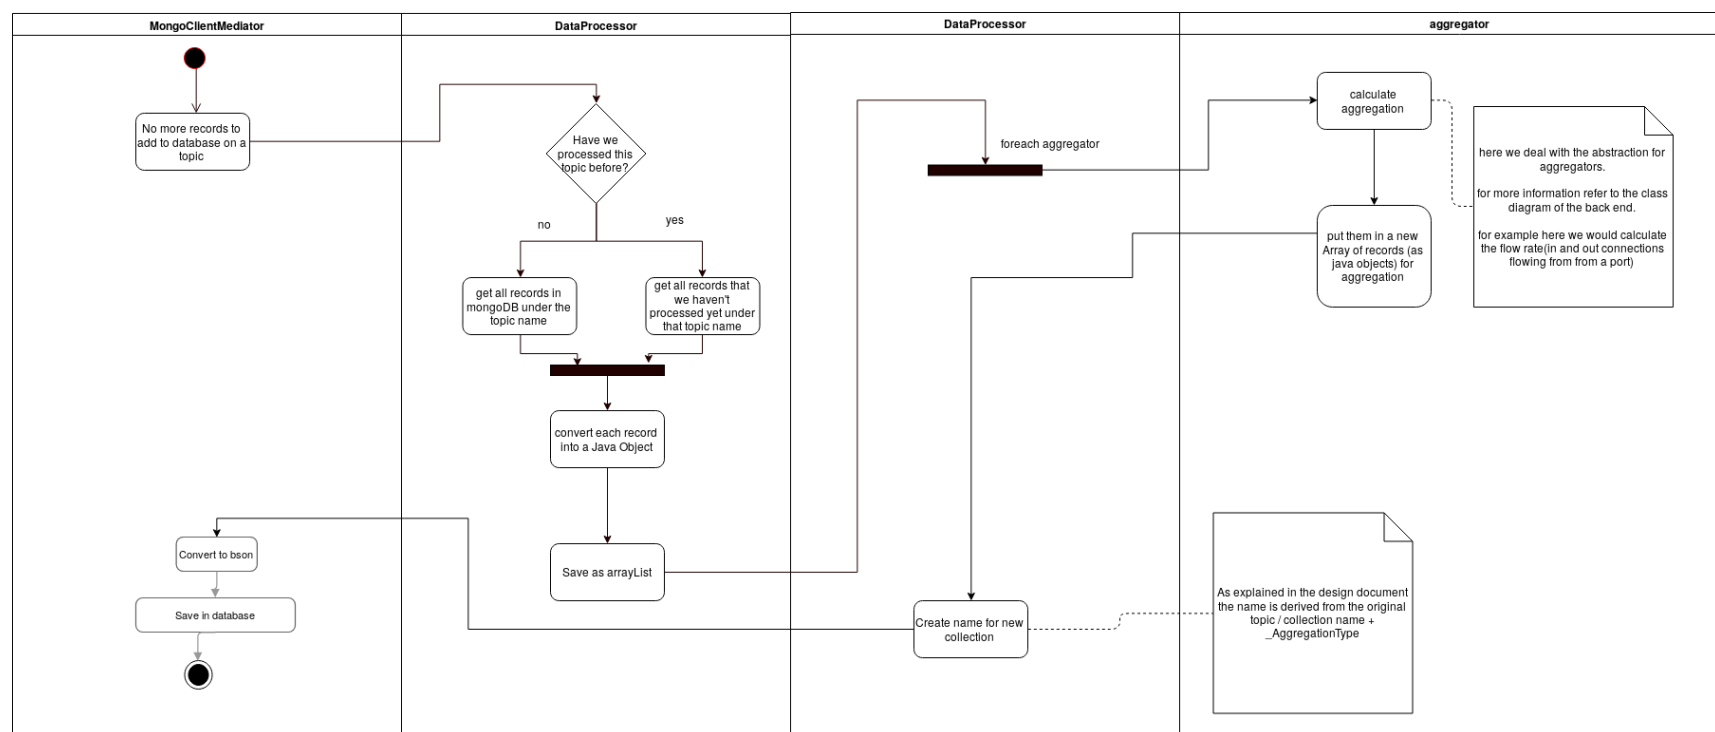 MongoClientMediator
DataProcessor
DataProcessor
aggregator
No more records to
add to database on a
topic
Have we
processed this
topic before?
no
yes
get all records in
mongoDB under the
topic name
get all records that
we haven't
processed yet under
that topic name
convert each record
into a Java Object
Save as arrayList
foreach aggregator
calculate
aggregation
here we deal with the abstraction for
aggregators.
for more information refer to the class
diagram of the back end.
for example here we would calculate
the flow rate(in and out connections
flowing from from a port)
put them in a new
Array of records (as
java objects) for
aggregation
Create name for new
collection
As explained in the design document
the name is derived from the original
topic / collection name +
_AggregationType
Convert to bson
Save in database